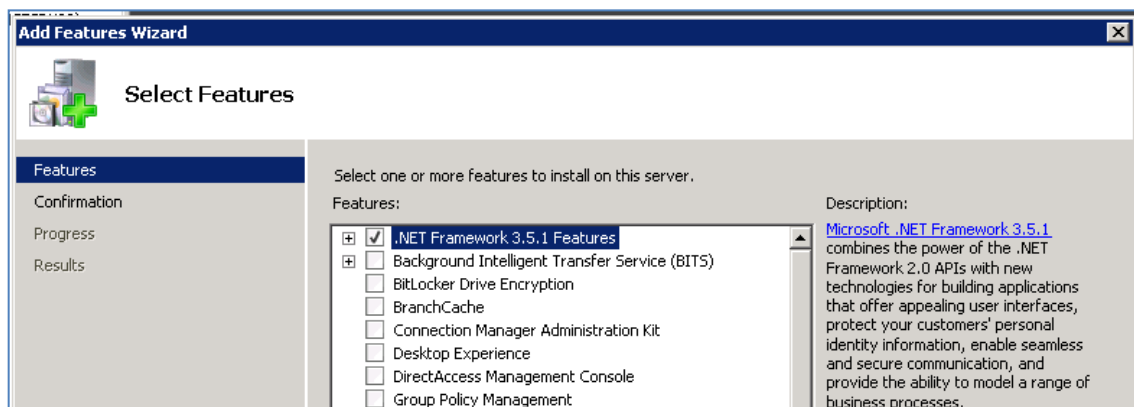 Add Features Wizard
Select Features
Features
Confirmation
Progress
Results
Select one or more features to install on this server.
Features:
.NET Framework 3.5.1 Features
Background Intelligent Transfer Service (BITS)
BitLocker Drive Encryption
BranchCache
Connection Manager Administration Kit
Desktop Experience
DirectAccess Management Console
Group Policy Management
Description:
Microsoft .NET Framework 3.5.1
combines the power of the .NET
Framework 2.0 APIs with new
technologies for building applications
that offer appealing user interfaces,
protect your customers' personal
identity information, enable seamless
and secure communication, and
provide the ability to model a range of
business processes.